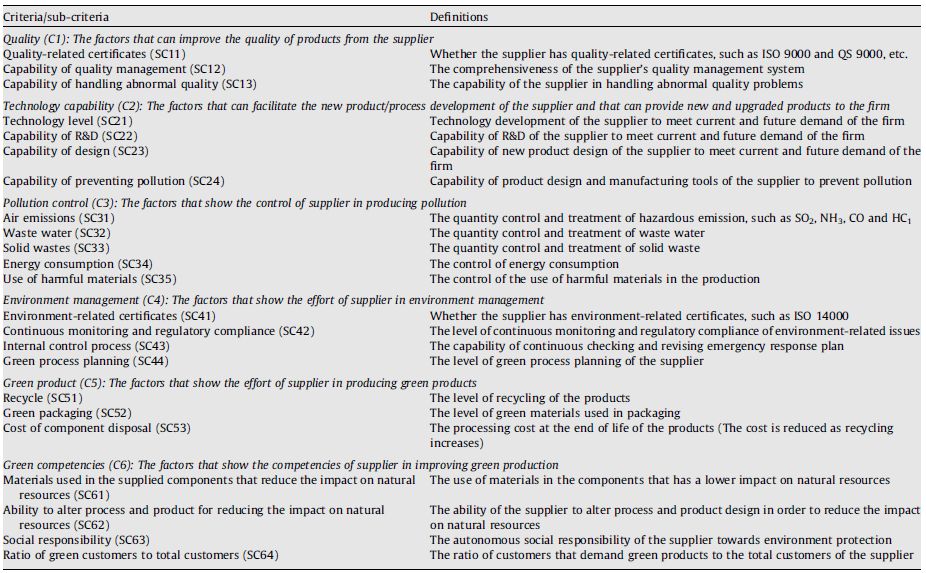 Criteria/sub-criteria Definitions
Quality (C1): The factors that can improve the quality of products from the supplier
Quality-related certificates (SC11) Whether the supplier has quality-related certificates, such as ISO 9000 and QS 9000, etc.
Capability of quality management (SC12) The comprehensiveness of the supplier's quality management system
Capability of handling abnormal quality (SC13) The capability of the supplier in handling abnormal quality problems
Technology capability (C2): The factors that can facilitate the new product/process development of the supplier and that can provide new and upgraded products to the firm
Technology level (SC21) Technology development of the supplier to meet current and future demand of the firm
Capability of R&D (SC22) Capability of R&D of the supplier to meet current and future demand of the firm
Capability of design (SC23) Capability of new product design of the supplier to meet current and future demand of the
firm
Capability of preventing pollution (SC24) Capability of product design and manufacturing tools of the supplier to prevent pollution
Pollution control (C3): The factors that show the control of supplier in producing pollution
Air emissions (SC31) The quantity control and treatment of hazardous emission, such as SO2, NH3, CO and HC1
Waste water (SC32) The quantity control and treatment of waste water
Solid wastes (SC33) The quantity control and treatment of solid waste
Energy consumption (SC34) The control of energy consumption
Use of harmful materials (SC35) The control of the use of harmful materials in the production
Environment management (C4): The factors that show the effort of supplier in environment management
Environment-related certificates (SC41) Whether the supplier has environment-related certificates, such as ISO 14000
Continuous monitoring and regulatory compliance (SC42) The level of continuous monitoring and regulatory compliance of environment-related issues
Internal control process (SC43) The capability of continuous checking and revising emergency response plan
Green process planning (SC44) The level of green process planning of the supplier
Green product (C5): The factors that show the effort of supplier in producing green products
Recycle (SC51) The level of recycling of the products
Green packaging (SC52) The level of green materials used in packaging
Cost of component disposal (SC53) The processing cost at the end of life of the products (The cost is reduced as recycling
increases)
Green competencies (C6): The factors that show the competencies of supplier in improving green production
Materials used in the supplied components that reduce the impact on natural The use of materials in the components that has a lower impact on natural resources
resources (SC61)
Ability to alter process and product for reducing the impact on natural The ability of the supplier to alter process and product design in order to reduce the impact
resources (SC62) on natural resources
Social responsibility (SC63) The autonomous social responsibility of the supplier towards environment protection
Ratio of green customers to total customers (SC64) The ratio of customers that demand green products to the total customers of the supplier